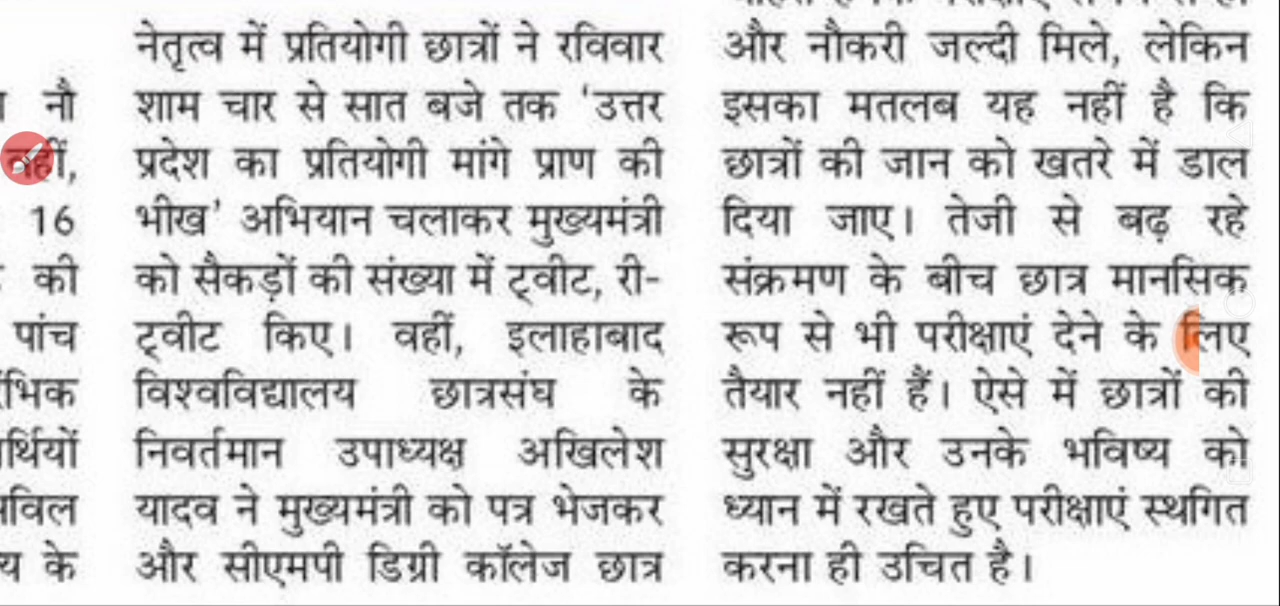 नौ
वहीं,
16
की
पांच
के
नेतृत्व में प्रतियोगी छात्रों ने रविवार
शाम चार से सात बजे तक 'उत्तर
प्रदेश का प्रतियोगी मांगे प्राण की
भीख' अभियान चलाकर मुख्यमंत्री
को सैकड़ों की संख्या में ट्वीट, री-
ट्वीट किए। वहीं, इलाहाबाद
विश्वविद्यालय छात्रसंघ के
निवर्तमान उपाध्यक्ष अखिलेश
यादव ने मुख्यमंत्री को पत्र भेजकर
और सीएमपी डिग्री कॉलेज छात्र
और नौकरी जल्दी मिले, लेकिन
इसका मतलब यह नहीं है कि
छात्रों की जान को खतरे में डाल
दिया जाए। तेजी से बढ़ रहे
संक्रमण के बीच छात्र मानसिक
रूप से भी परीक्षाएं देने के लिए
तैयार नहीं हैं। ऐसे में छात्रों की
सुरक्षा और उनके भविष्य को
ध्यान में रखते हुए परीक्षाएं स्थगित
करना ही उचित है।